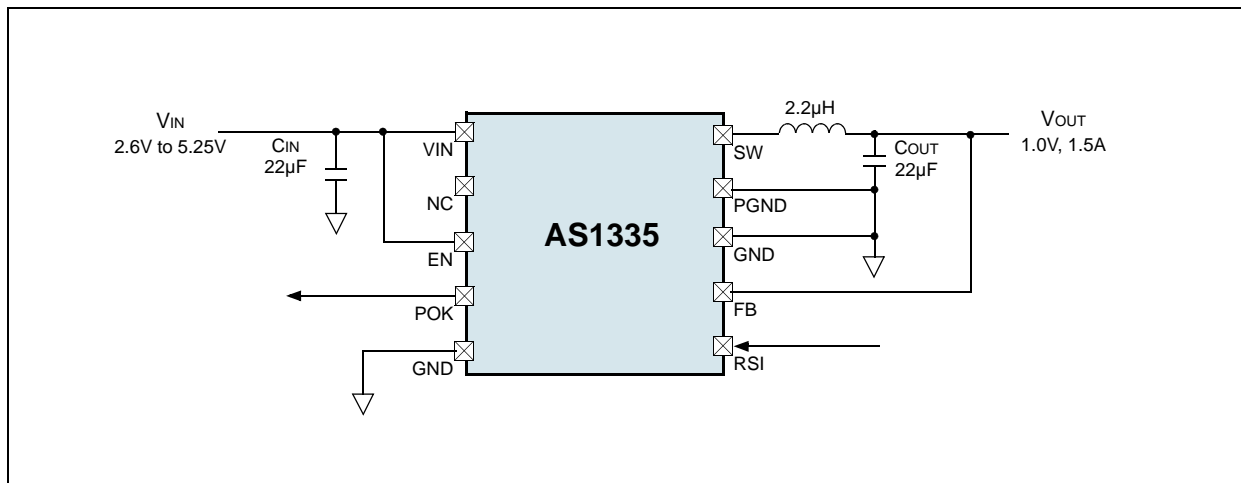 VIN
2.6V to 5.25V
CIN
22µF
VIN
NC
EN
POK
GND
AS1335
2.2µH
SW
PGND
GND
FB
RSI
COUT
22µF
VOUT
1.0V, 1.5A